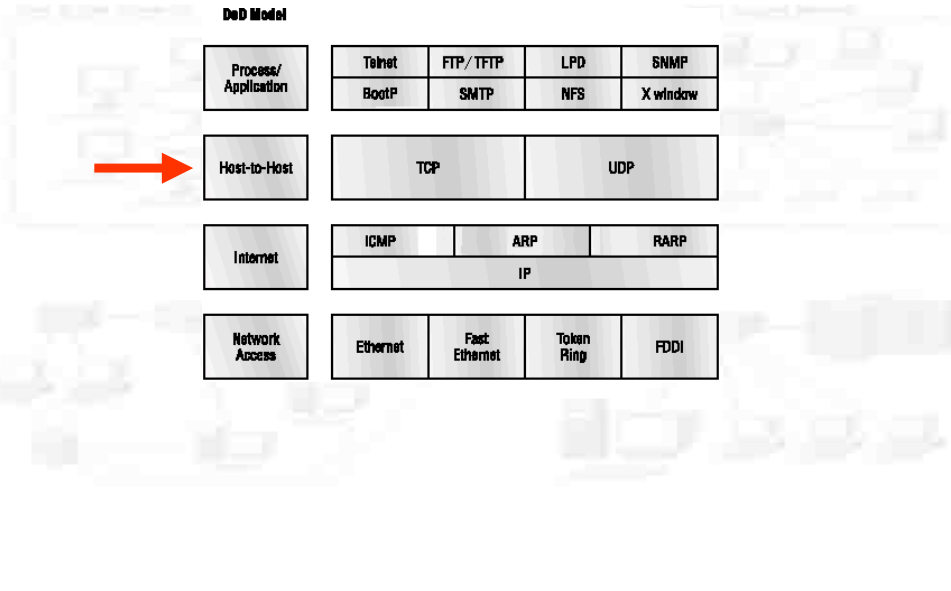 DoD Model
Process/
Application
Telnet FTP/TFTP LPD SNMP
BootP SMTP NFS X window
Host-to-Host TCP UDP
Internet
ICMP ARP RARP
IP
Network
Access
Ethernet
Fast
Ethernet
Token
Ring
FDDI